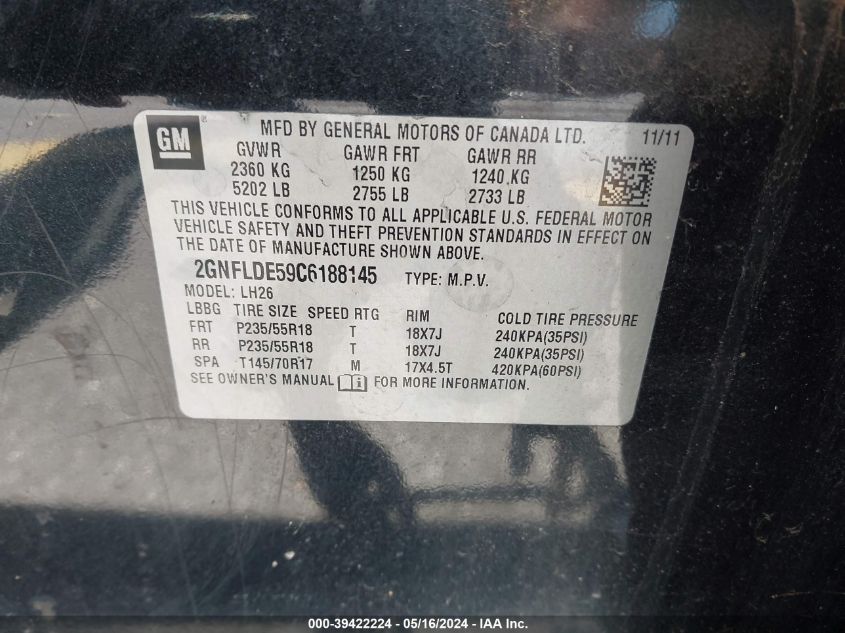 GM ® MFD BY GENERAL MOTORS OF CANADA LTD. 11/11
GVWR GAWR FRT GAWR RR
2360 KG 1250 KG 1240 KG
5202 LB 2755 LB 2733 LB
THIS VEHICLE CONFORMS TO ALL APPLICABLE U.S. FEDERAL MOTOR
VEHICLE SAFETY AND THEFT PREVENTION STANDARDS IN EFFECT ON
THE DATE OF MANUFACTURE SHOWN ABOVE.
2GNFLDE59C6188145 TYPE: M.P.V.
MODEL: LH26
LBBG TIRE SIZE SPEED RTG RIM COLD TIRE PRESSURE
FRT P235/55R18 T 18X7J 240KPA(35PSI)
RR P235/55R18 T 18X7J 240KPA(35PSI)
SPA T145/70R17 M 17X4.5T 420KPA(60PSI)
SEE OWNER'S MANUAL FOR MORE INFORMATION.
000-39422224 - 05/16/2024 - IAA Inc.